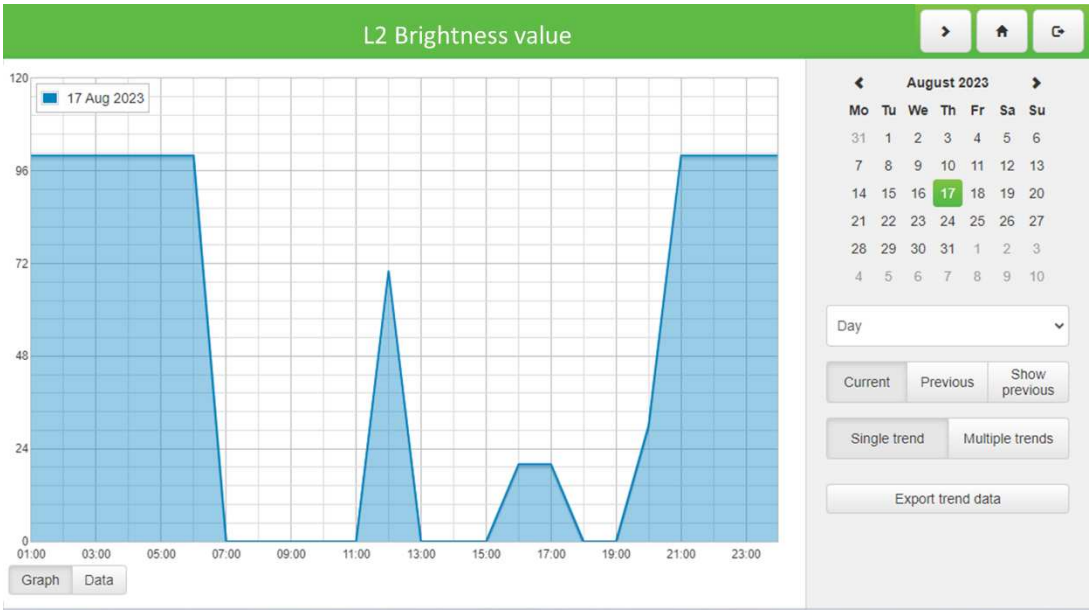 L2 Brightness value
17 Aug 2023
120
96
72
48
24
0
01:00 03:00 05:00 07:00 09:00 11:00 13:00 15:00 17:00 19:00 21:00 23:00
Graph Data
August 2023
Mo Tu We Th Fr Sa Su
31 1 2 3 4 5 6
7 8 9 10 11 12 13
14 15 16 17 18 19 20
21 22 23 24 25 26 27
28 29 30 31 1 2 3
4 5 6 7 8 9 10
Day
Current Previous Show
previous
Single trend Multiple trends
Export trend data